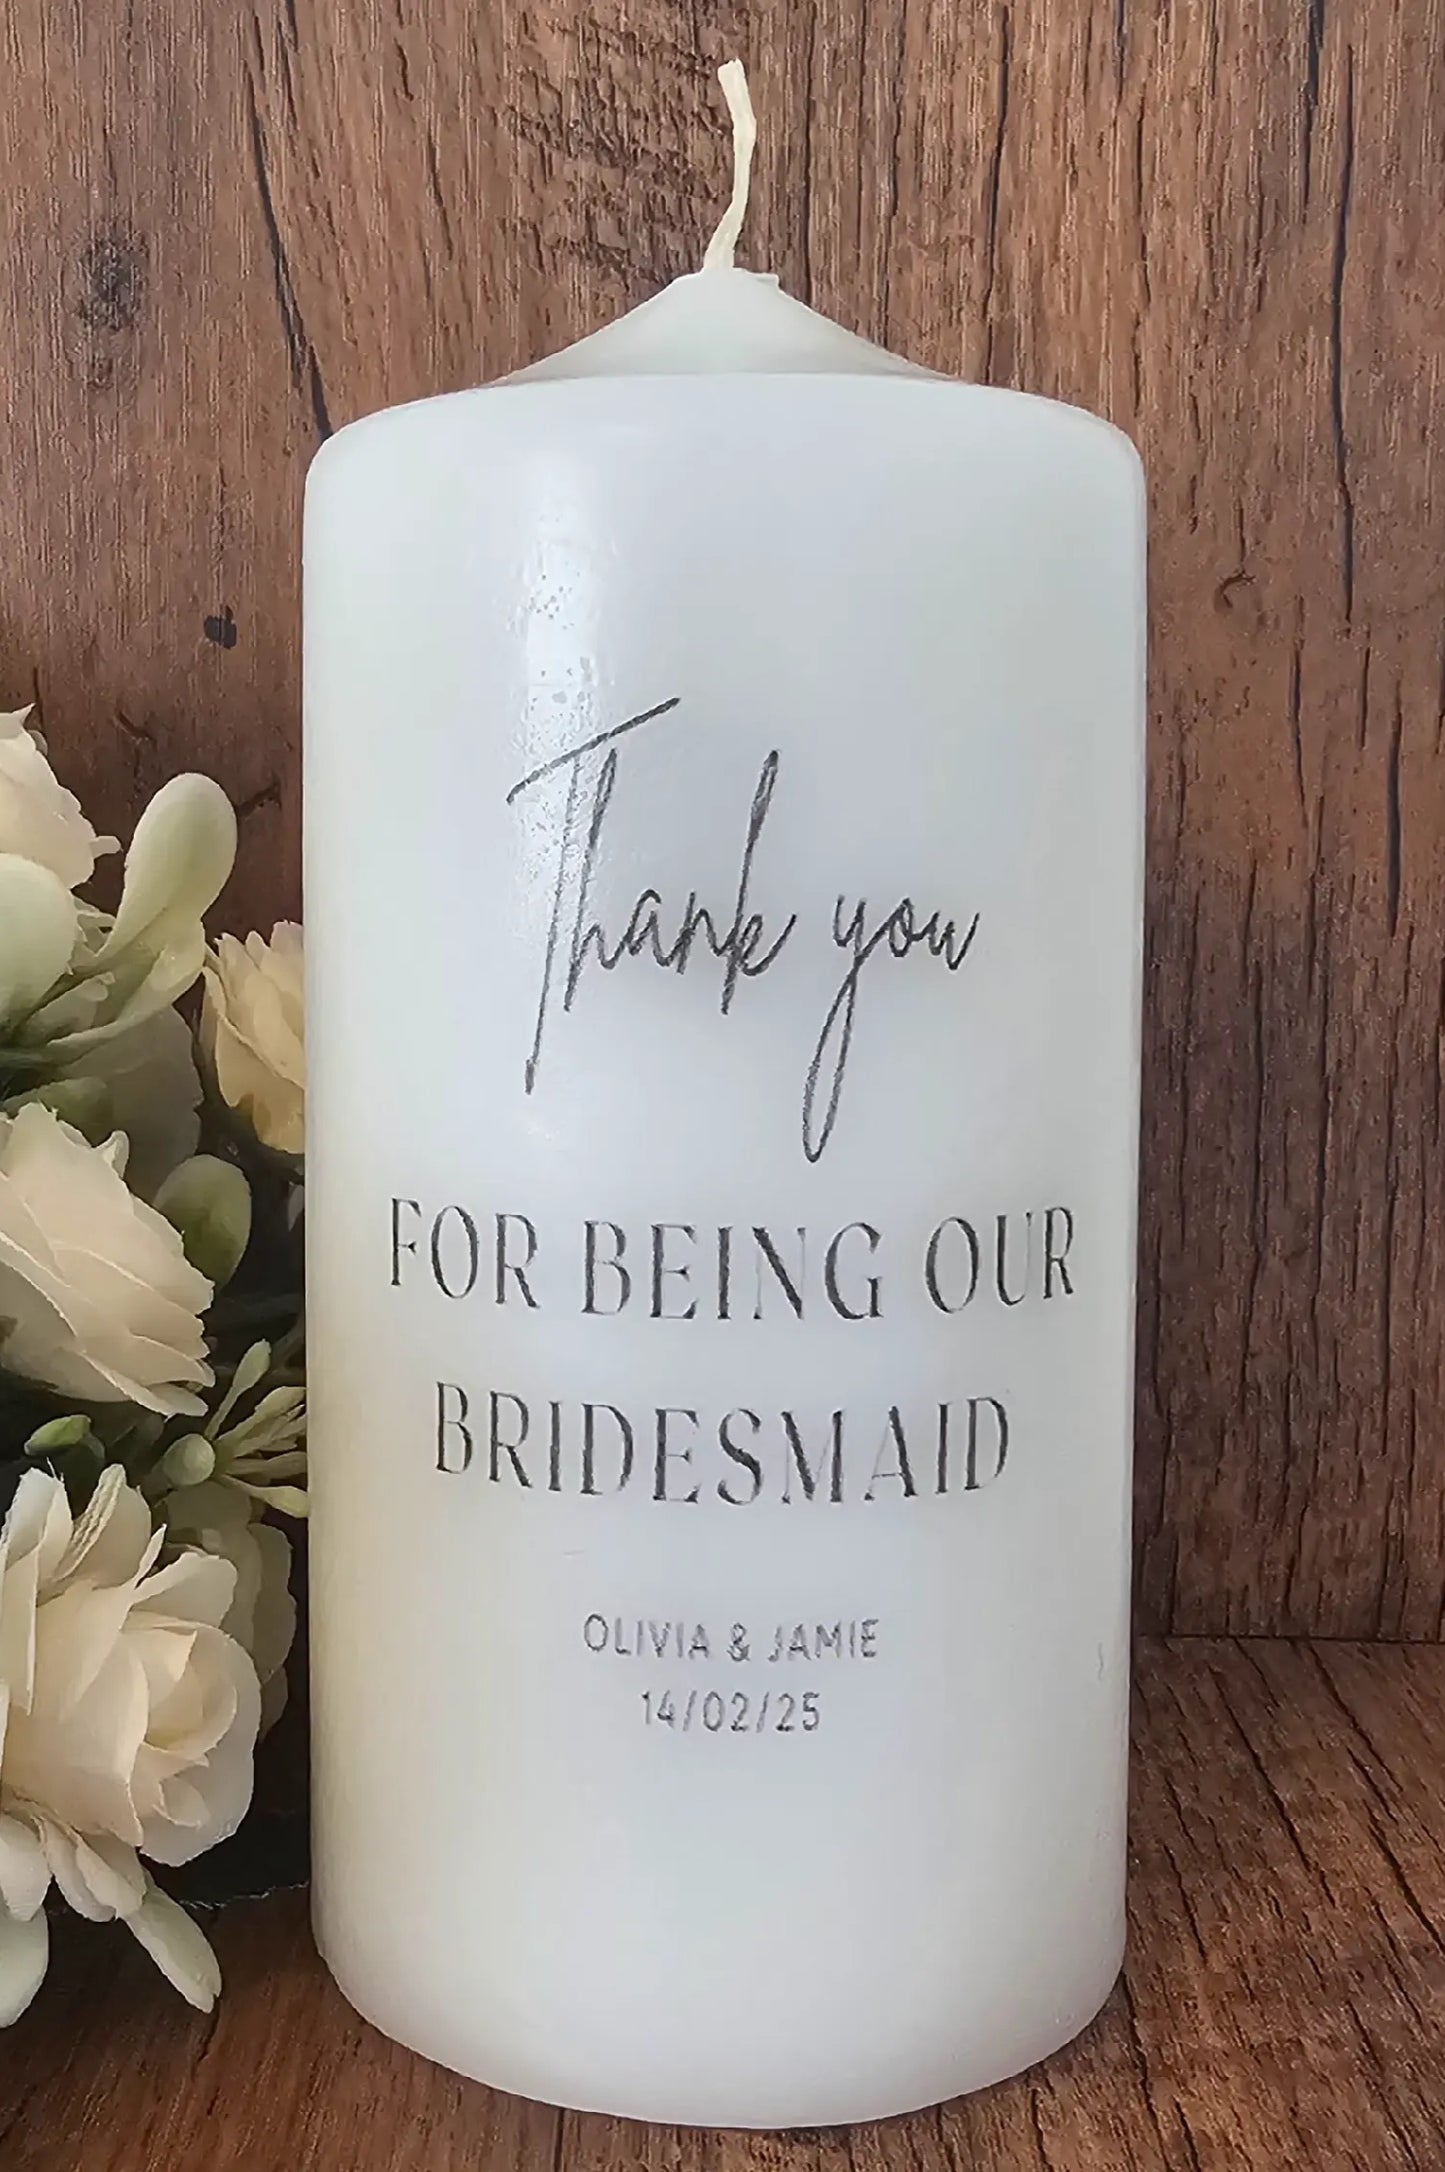 Thank you
FOR BEING OUR
BRIDESMAID
OLIVIA & JAMIE
14/02/25